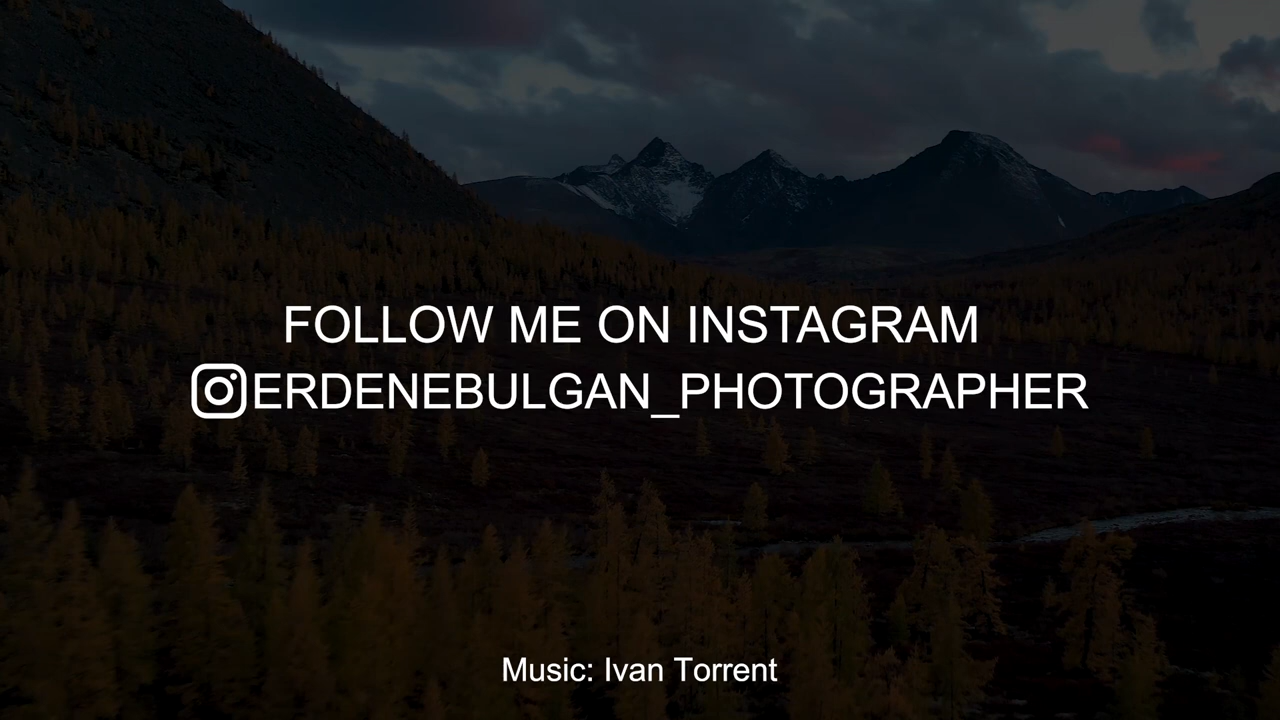 FOLLOW ME ON INSTAGRAM
ERDENEBULGAN_PHOTOGRAPHER
Music: Ivan Torrent